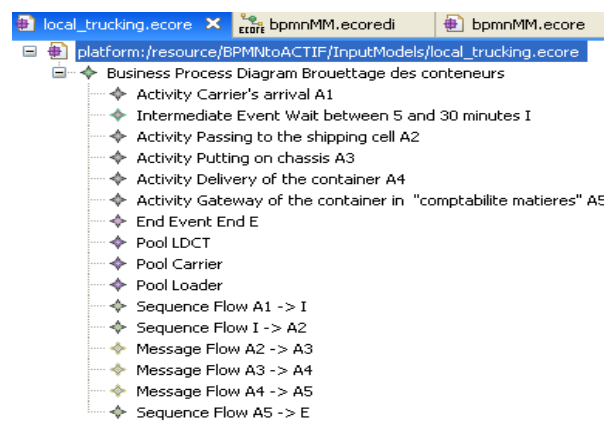 local_trucking.ecore bpmnMM.ecoredi bpmnMM.ecore
platform:/resource/BPMNtoACTIF/InputModels/local_trucking.ecore
Business Process Diagram Brouettage des conteneurs
Activity Carrier's arrival A1
Intermediate Event Wait between 5 and 30 minutes I
Activity Passing to the shipping cell A2
Activity Putting on chassis A3
Activity Delivery of the container A4
Activity Gateway of the container in "comptabilite matieres" A5
End Event End E
Pool LDCT
Pool Carrier
Pool Loader
Sequence Flow A1 -> I
Sequence Flow I -> A2
Message Flow A2 -> A3
Message Flow A3 -> A4
Message Flow A4 -> A5
Sequence Flow A5 -> E